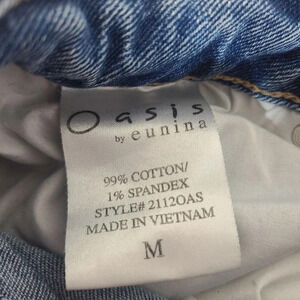 Oasis
by eunina
99% COTTON/
1% SPANDEX
STYLE# 2112OAS
MADE IN VIETNAM
M